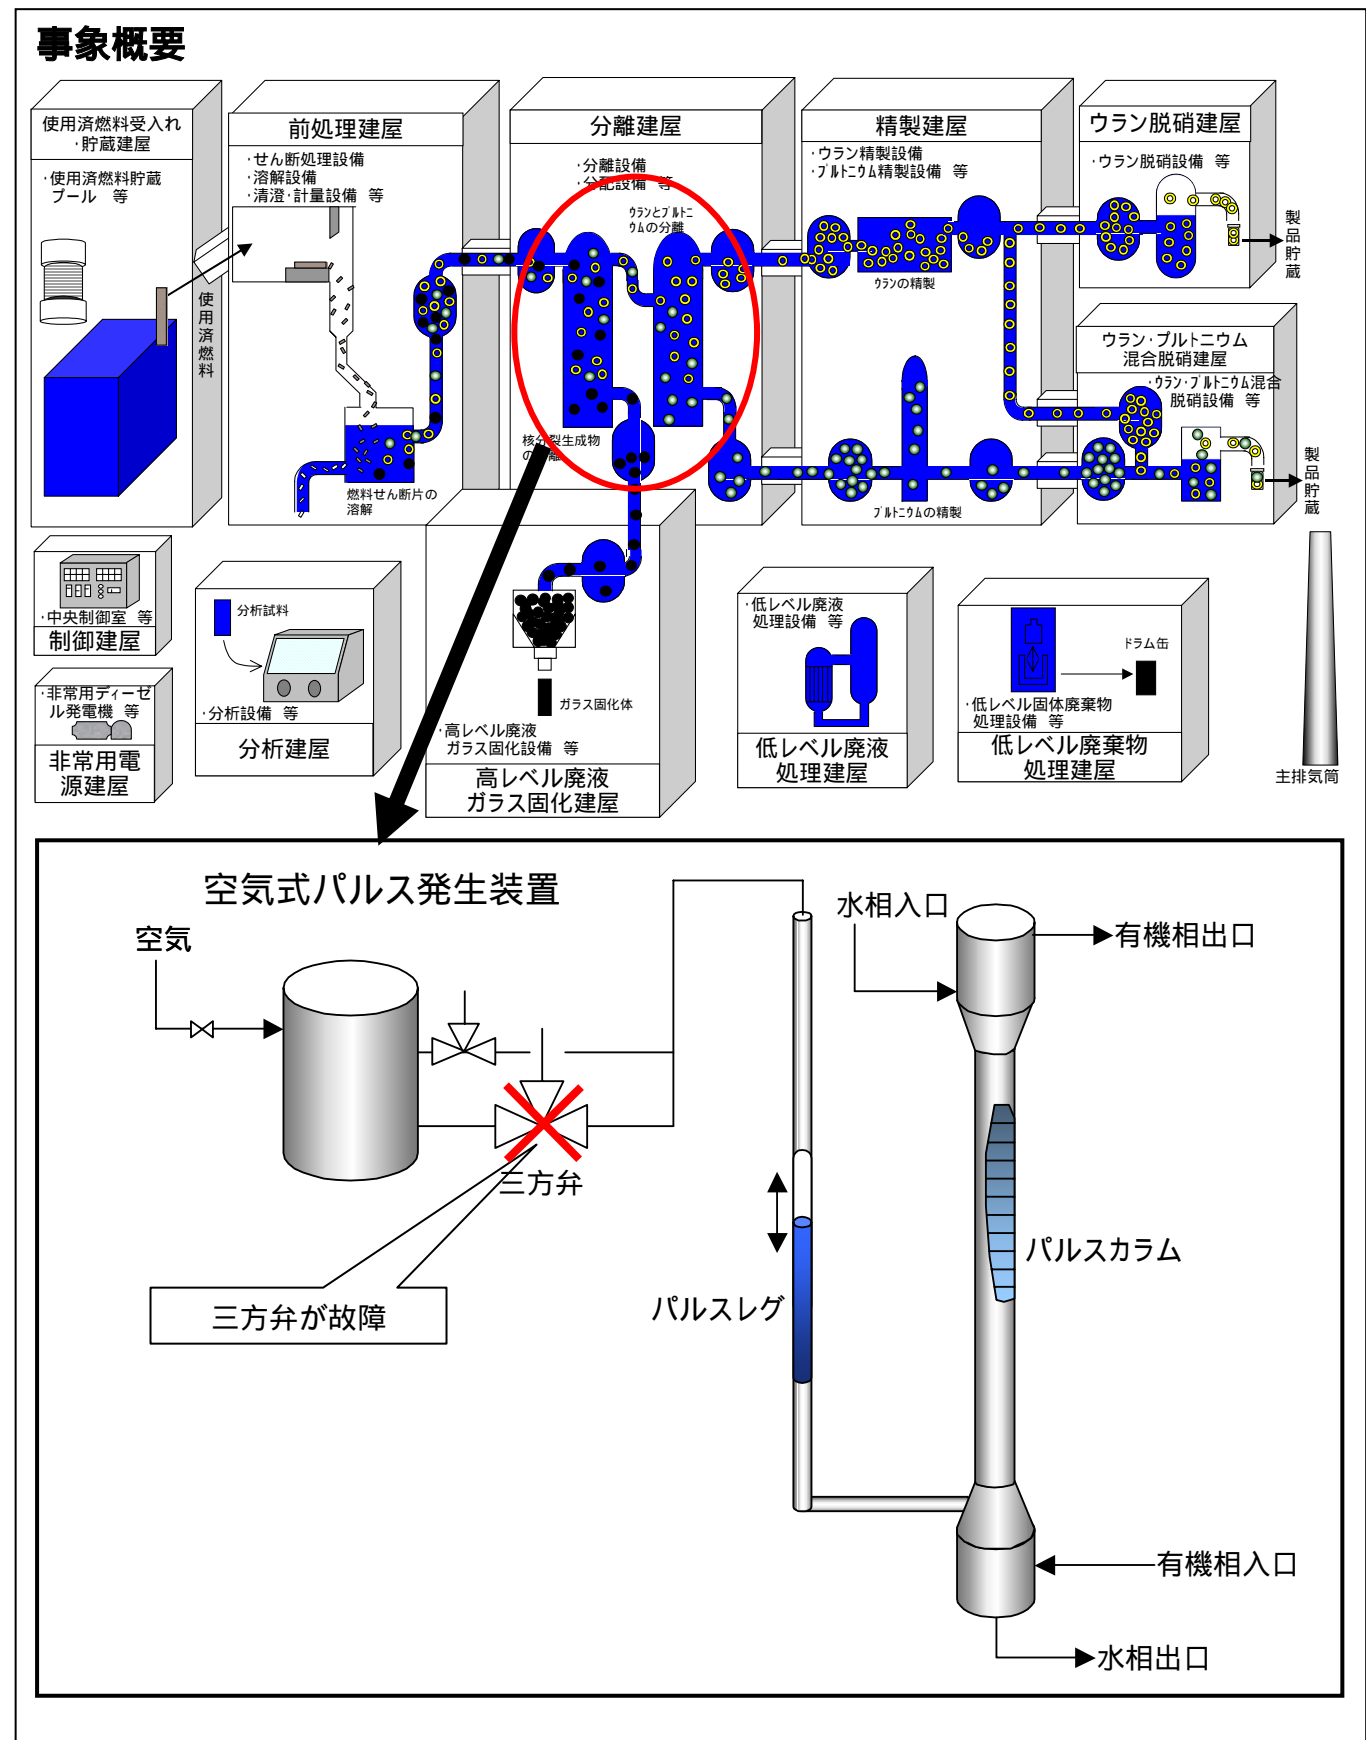 事象概要
使用済燃料受入れ
・貯蔵建屋
・使用済燃料貯蔵
プール 等
使用済燃料
前処理建屋
・せん断処理設備
・溶解設備
・清澄・計量設備 等
燃料せん断片の
溶解
分離建屋
・分離設備
・分配設備 等
ウランとプルトニ
ウムの分離
核分裂生成物
の分離
精製建屋
・ウラン精製設備
・プルトニウム精製設備 等
ウランの精製
プルトニウムの精製
ウラン脱硝建屋
・ウラン脱硝設備 等
製品貯蔵
ウラン・プルトニウム
混合脱硝建屋
・ウラン・プルトニウム混合
脱硝設備 等
製品貯蔵
・中央制御室 等
制御建屋
・非常用ディーゼ
ル発電機 等
非常用電
源建屋
分析試料
・分析設備 等
分析建屋
ガラス固化体
・高レベル廃液
ガラス固化設備 等
高レベル廃液
ガラス固化建屋
・低レベル廃液
処理設備 等
低レベル廃液
処理建屋
ドラム缶
・低レベル固体廃棄物
処理設備 等
低レベル廃棄物
処理建屋
主排気筒
空気式パルス発生装置
空気
三方弁
三方弁が故障
パルスレグ
水相入口
有機相出口
パルスカラム
有機相入口
水相出口